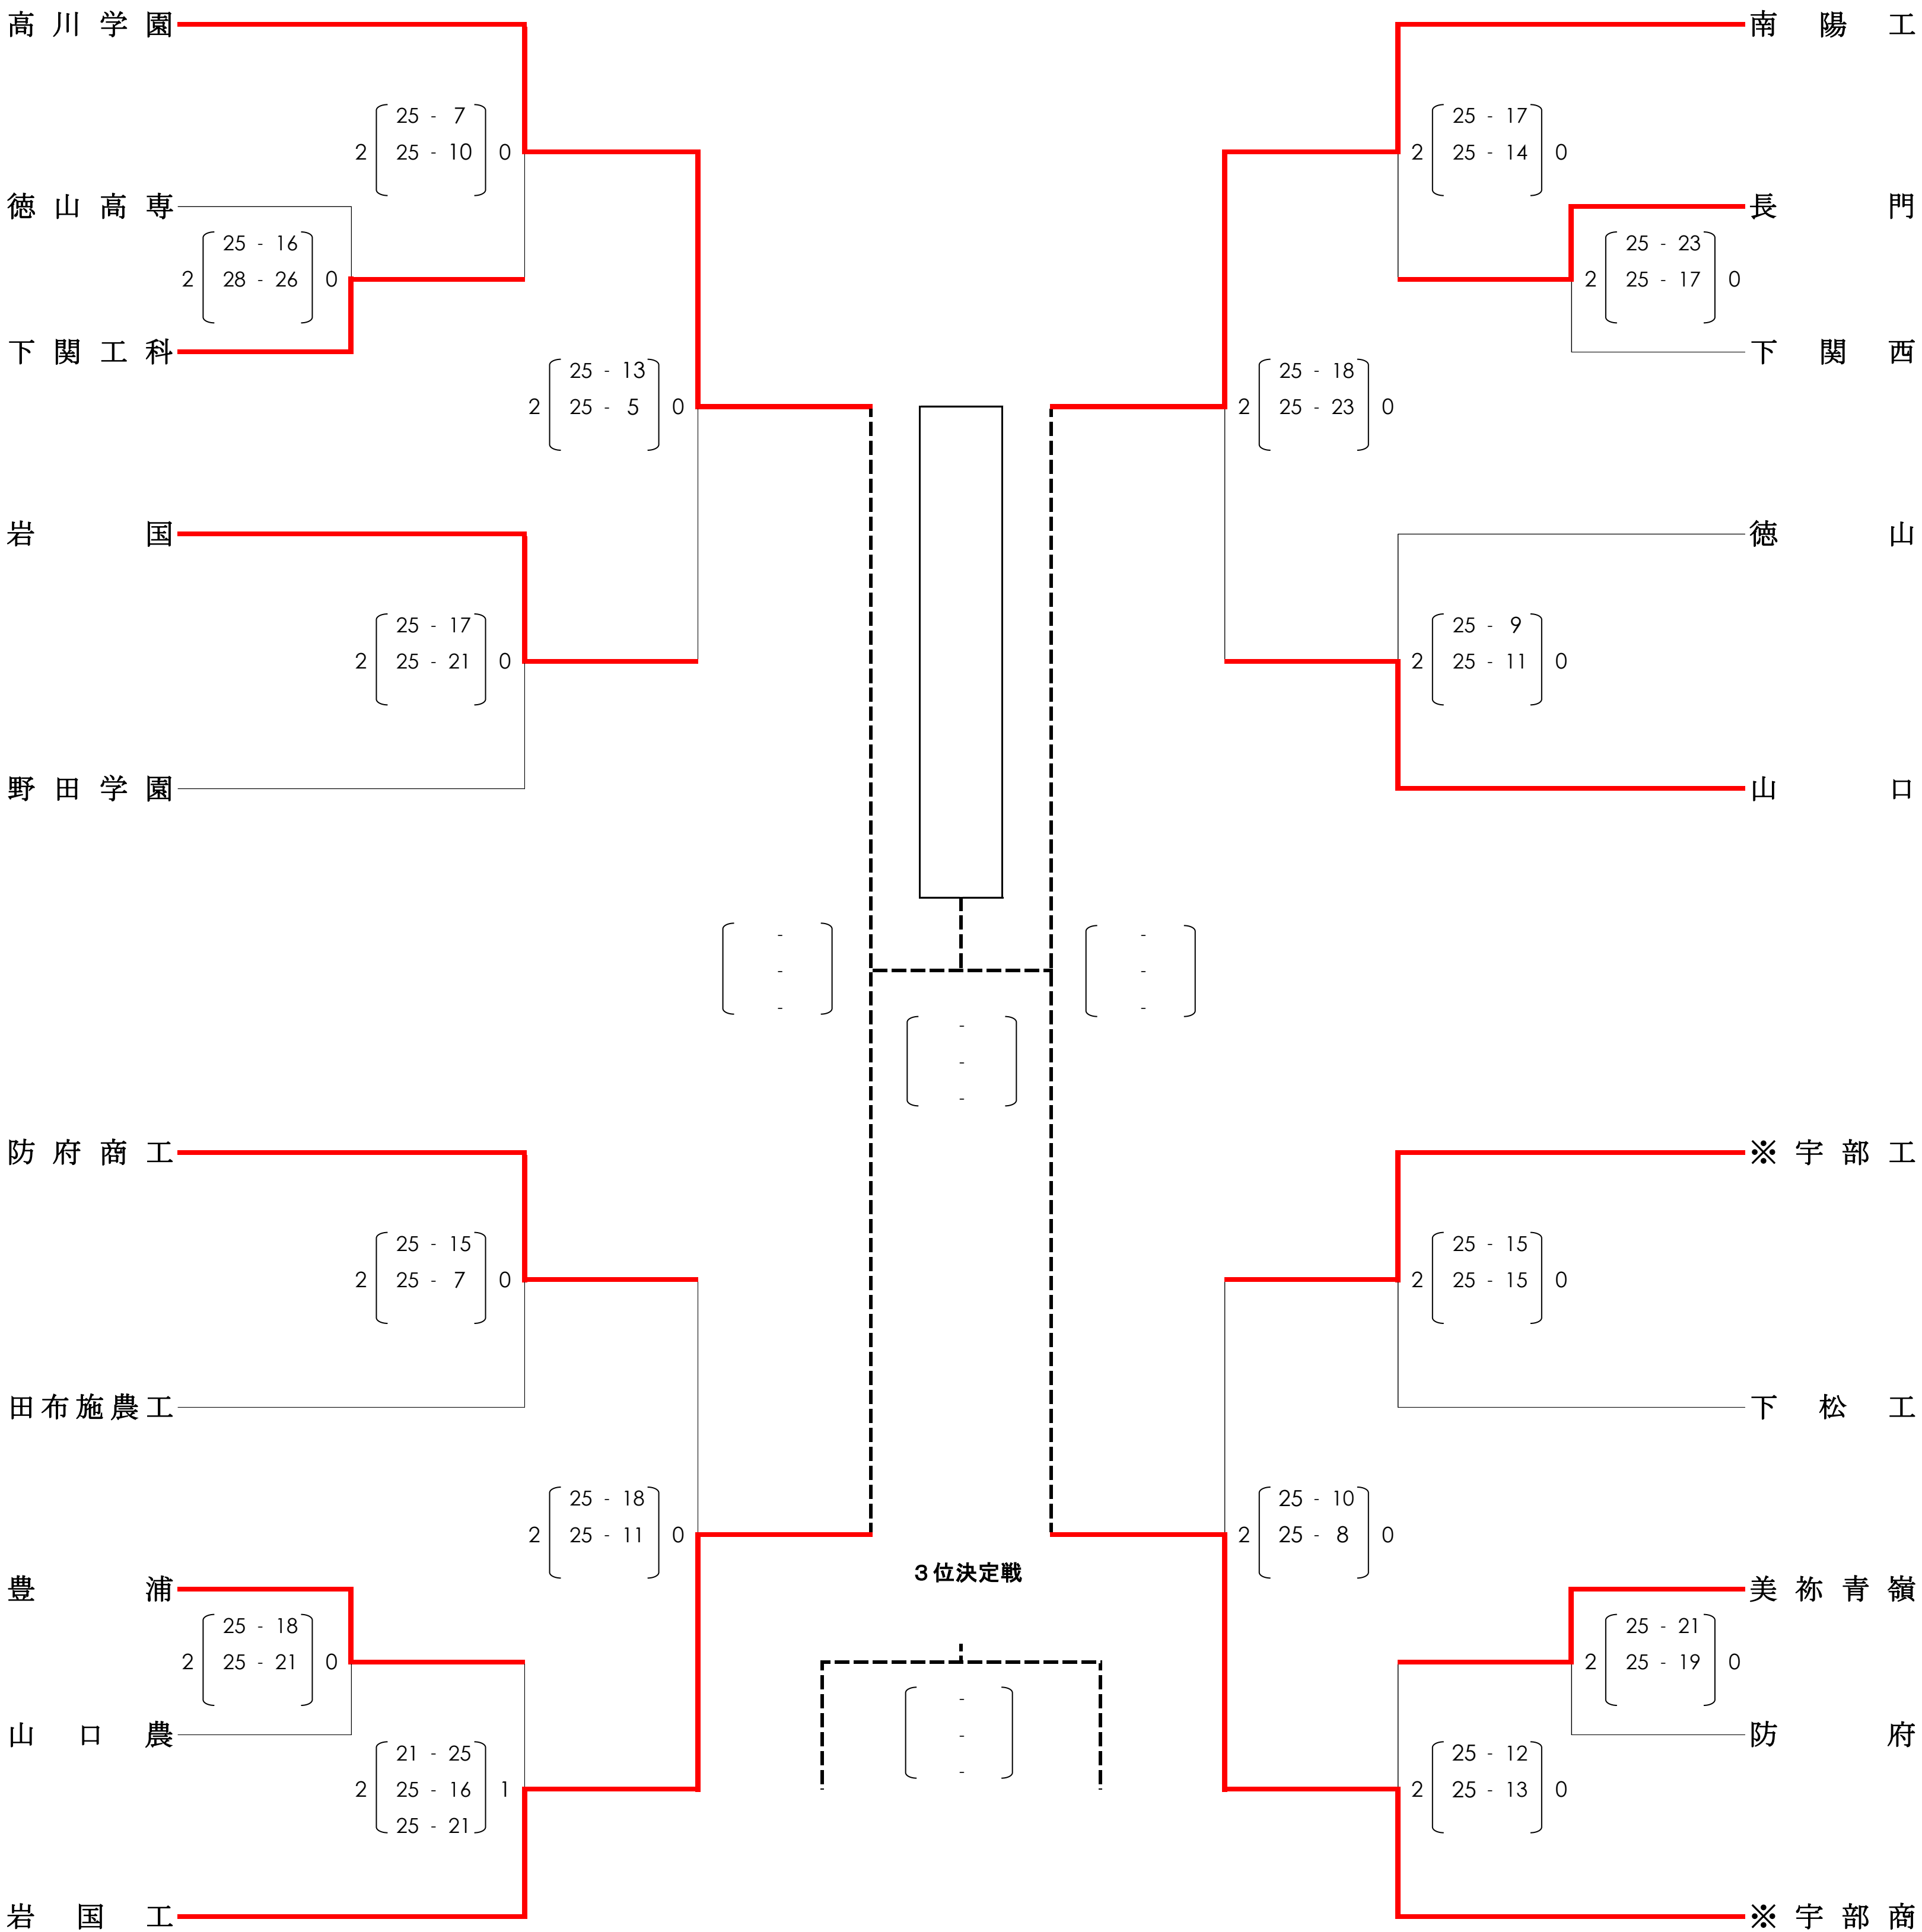 高川学園
25 - 7
2 25 - 10 0
徳山高専
25 - 16
2 28 - 26 0
下関工科
25 - 13
2 25 - 5 0
岩国
25 - 17
2 25 - 21 0
野田学園
防府商工
25 - 15
2 25 - 7 0
田布施農工
25 - 18
2 25 - 11 0
豊浦
25 - 18
2 25 - 21 0
山口農
21 - 25
2 25 - 16 1
25 - 21
岩国工
-
-
-
-
-
-
-
-
-
3位決定戦
-
-
-
南陽工
25 - 17
2 25 - 14 0
長門
25 - 23
2 25 - 17 0
下関西
25 - 18
2 25 - 23 0
徳山
25 - 9
2 25 - 11 0
山口
※宇部工
25 - 15
2 25 - 15 0
下松工
25 - 10
2 25 - 8 0
美祢青嶺
25 - 21
2 25 - 19 0
防府
25 - 12
2 25 - 13 0
※宇部商